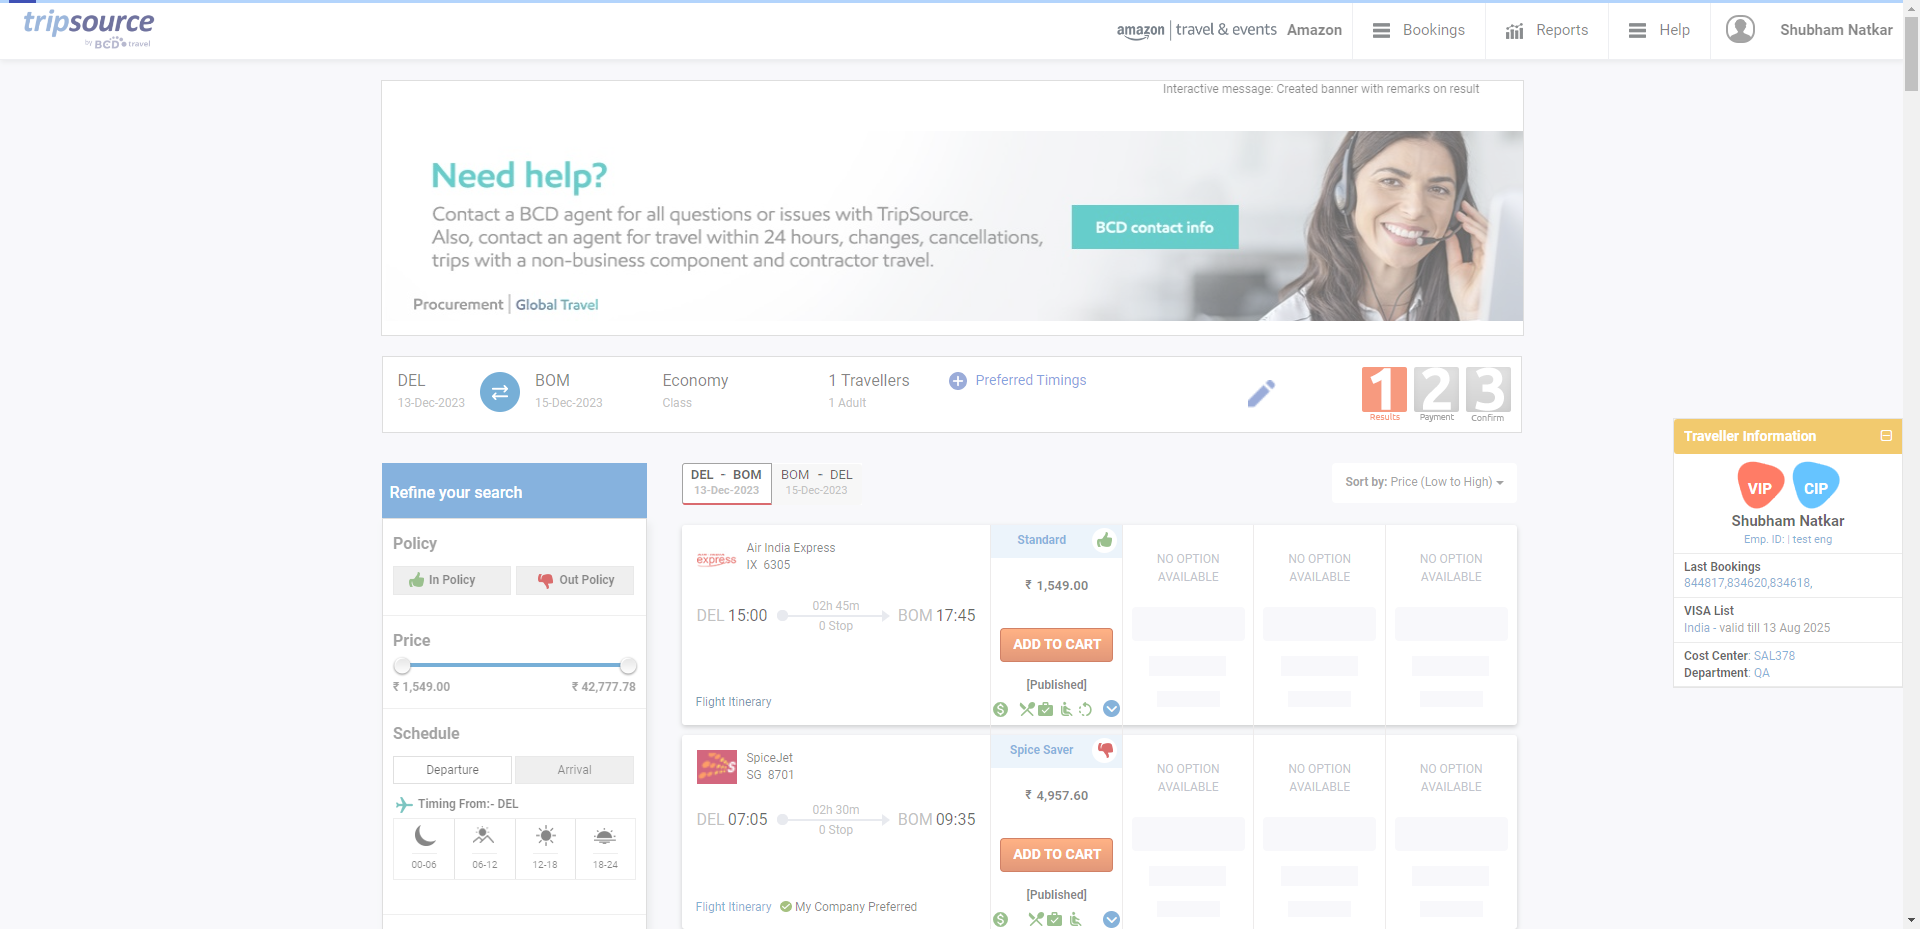 tripsource
by BCD travel
amazon | travel & events Amazon
Bookings
Reports
Help
Shubham Natkar
Interactive message: Created banner with remarks on result
Need help?
Contact a BCD agent for all questions or issues with TripSource.
Also, contact an agent for travel within 24 hours, changes, cancellations,
trips with a non-business component and contractor travel.
BCD contact info
Procurement | Global Travel
DEL
13-Dec-2023
BOM
15-Dec-2023
Economy
Class
1 Travellers
1 Adult
Preferred Timings
1 Results
2 Payment
3 Confirm
Refine your search
Policy
In Policy
Out Policy
Price
₹ 1,549.00
₹ 42,777.78
Schedule
Departure
Arrival
Timing From:- DEL
00-06
06-12
12-18
18-24
DEL - BOM
13-Dec-2023
BOM - DEL
15-Dec-2023
Sort by: Price (Low to High)
express
Air India Express
IX 6305
DEL 15:00
02h 45m
0 Stop
BOM 17:45
Flight Itinerary
Standard
₹ 1,549.00
ADD TO CART
[Published]
NO OPTION
AVAILABLE
NO OPTION
AVAILABLE
NO OPTION
AVAILABLE
SpiceJet
SG 8701
DEL 07:05
02h 30m
0 Stop
BOM 09:35
Flight Itinerary
My Company Preferred
Spice Saver
₹ 4,957.60
ADD TO CART
[Published]
NO OPTION
AVAILABLE
NO OPTION
AVAILABLE
NO OPTION
AVAILABLE
Traveller Information
VIP
CIP
Shubham Natkar
Emp. ID: | test eng
Last Bookings
844817,834620,834618,
VISA List
India - valid till 13 Aug 2025
Cost Center: SAL378
Department: QA